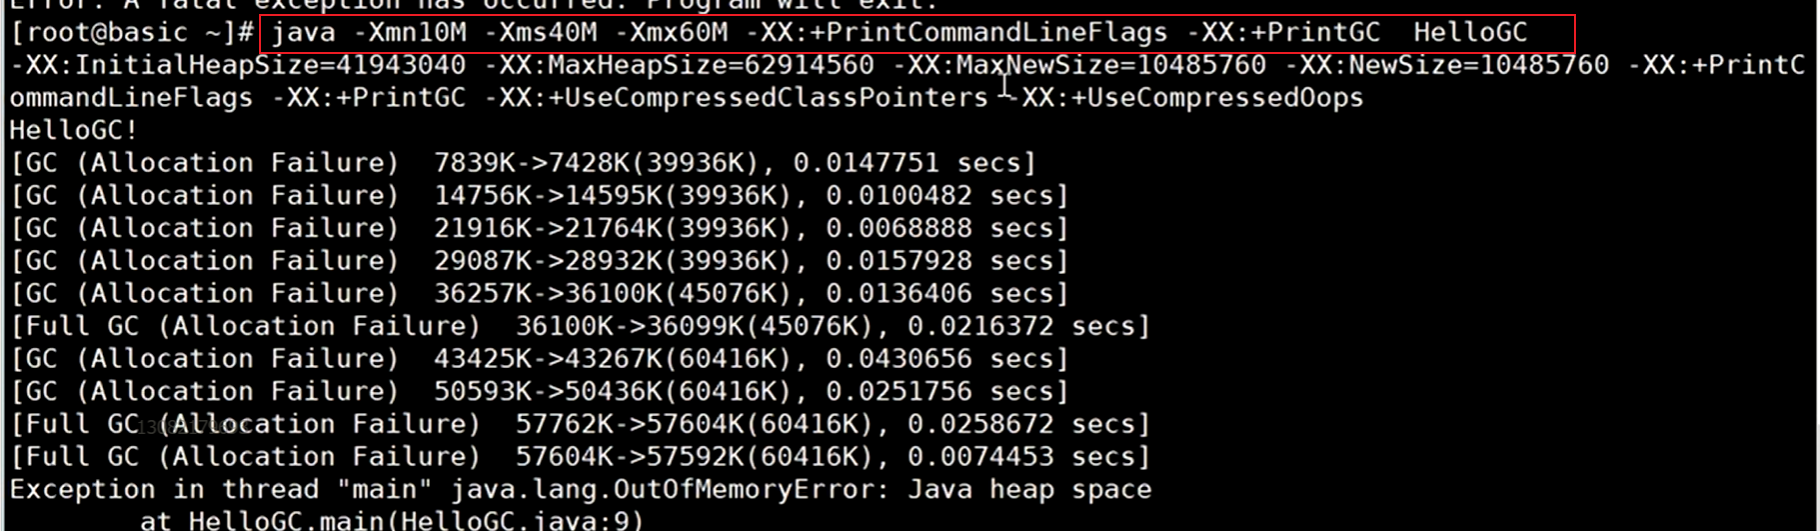 Error: A fatal exception has occurred. Program will exit.
[root@basic ~]# java -Xmn10M -Xms40M -Xmx60M -XX:+PrintCommandLineFlags -XX:+PrintGC  HelloGC
-XX:InitialHeapSize=41943040 -XX:MaxHeapSize=62914560 -XX:MaxNewSize=10485760 -XX:NewSize=10485760 -XX:+PrintC
ommandLineFlags -XX:+PrintGC -XX:+UseCompressedClassPointers -XX:+UseCompressedOops
HelloGC!
[GC (Allocation Failure)  7839K->7428K(39936K), 0.0147751 secs]
[GC (Allocation Failure)  14756K->14595K(39936K), 0.0100482 secs]
[GC (Allocation Failure)  21916K->21764K(39936K), 0.0068888 secs]
[GC (Allocation Failure)  29087K->28932K(39936K), 0.0157928 secs]
[GC (Allocation Failure)  36257K->36100K(45076K), 0.0136406 secs]
[Full GC (Allocation Failure)  36100K->36099K(45076K), 0.0216372 secs]
[GC (Allocation Failure)  43425K->43267K(60416K), 0.0430656 secs]
[GC (Allocation Failure)  50593K->50436K(60416K), 0.0251756 secs]
[Full GC (Allocation Failure)  57762K->57604K(60416K), 0.0258672 secs]
[Full GC (Allocation Failure)  57604K->57592K(60416K), 0.0074453 secs]
Exception in thread "main" java.lang.OutOfMemoryError: Java heap space
        at HelloGC.main(HelloGC.java:9)